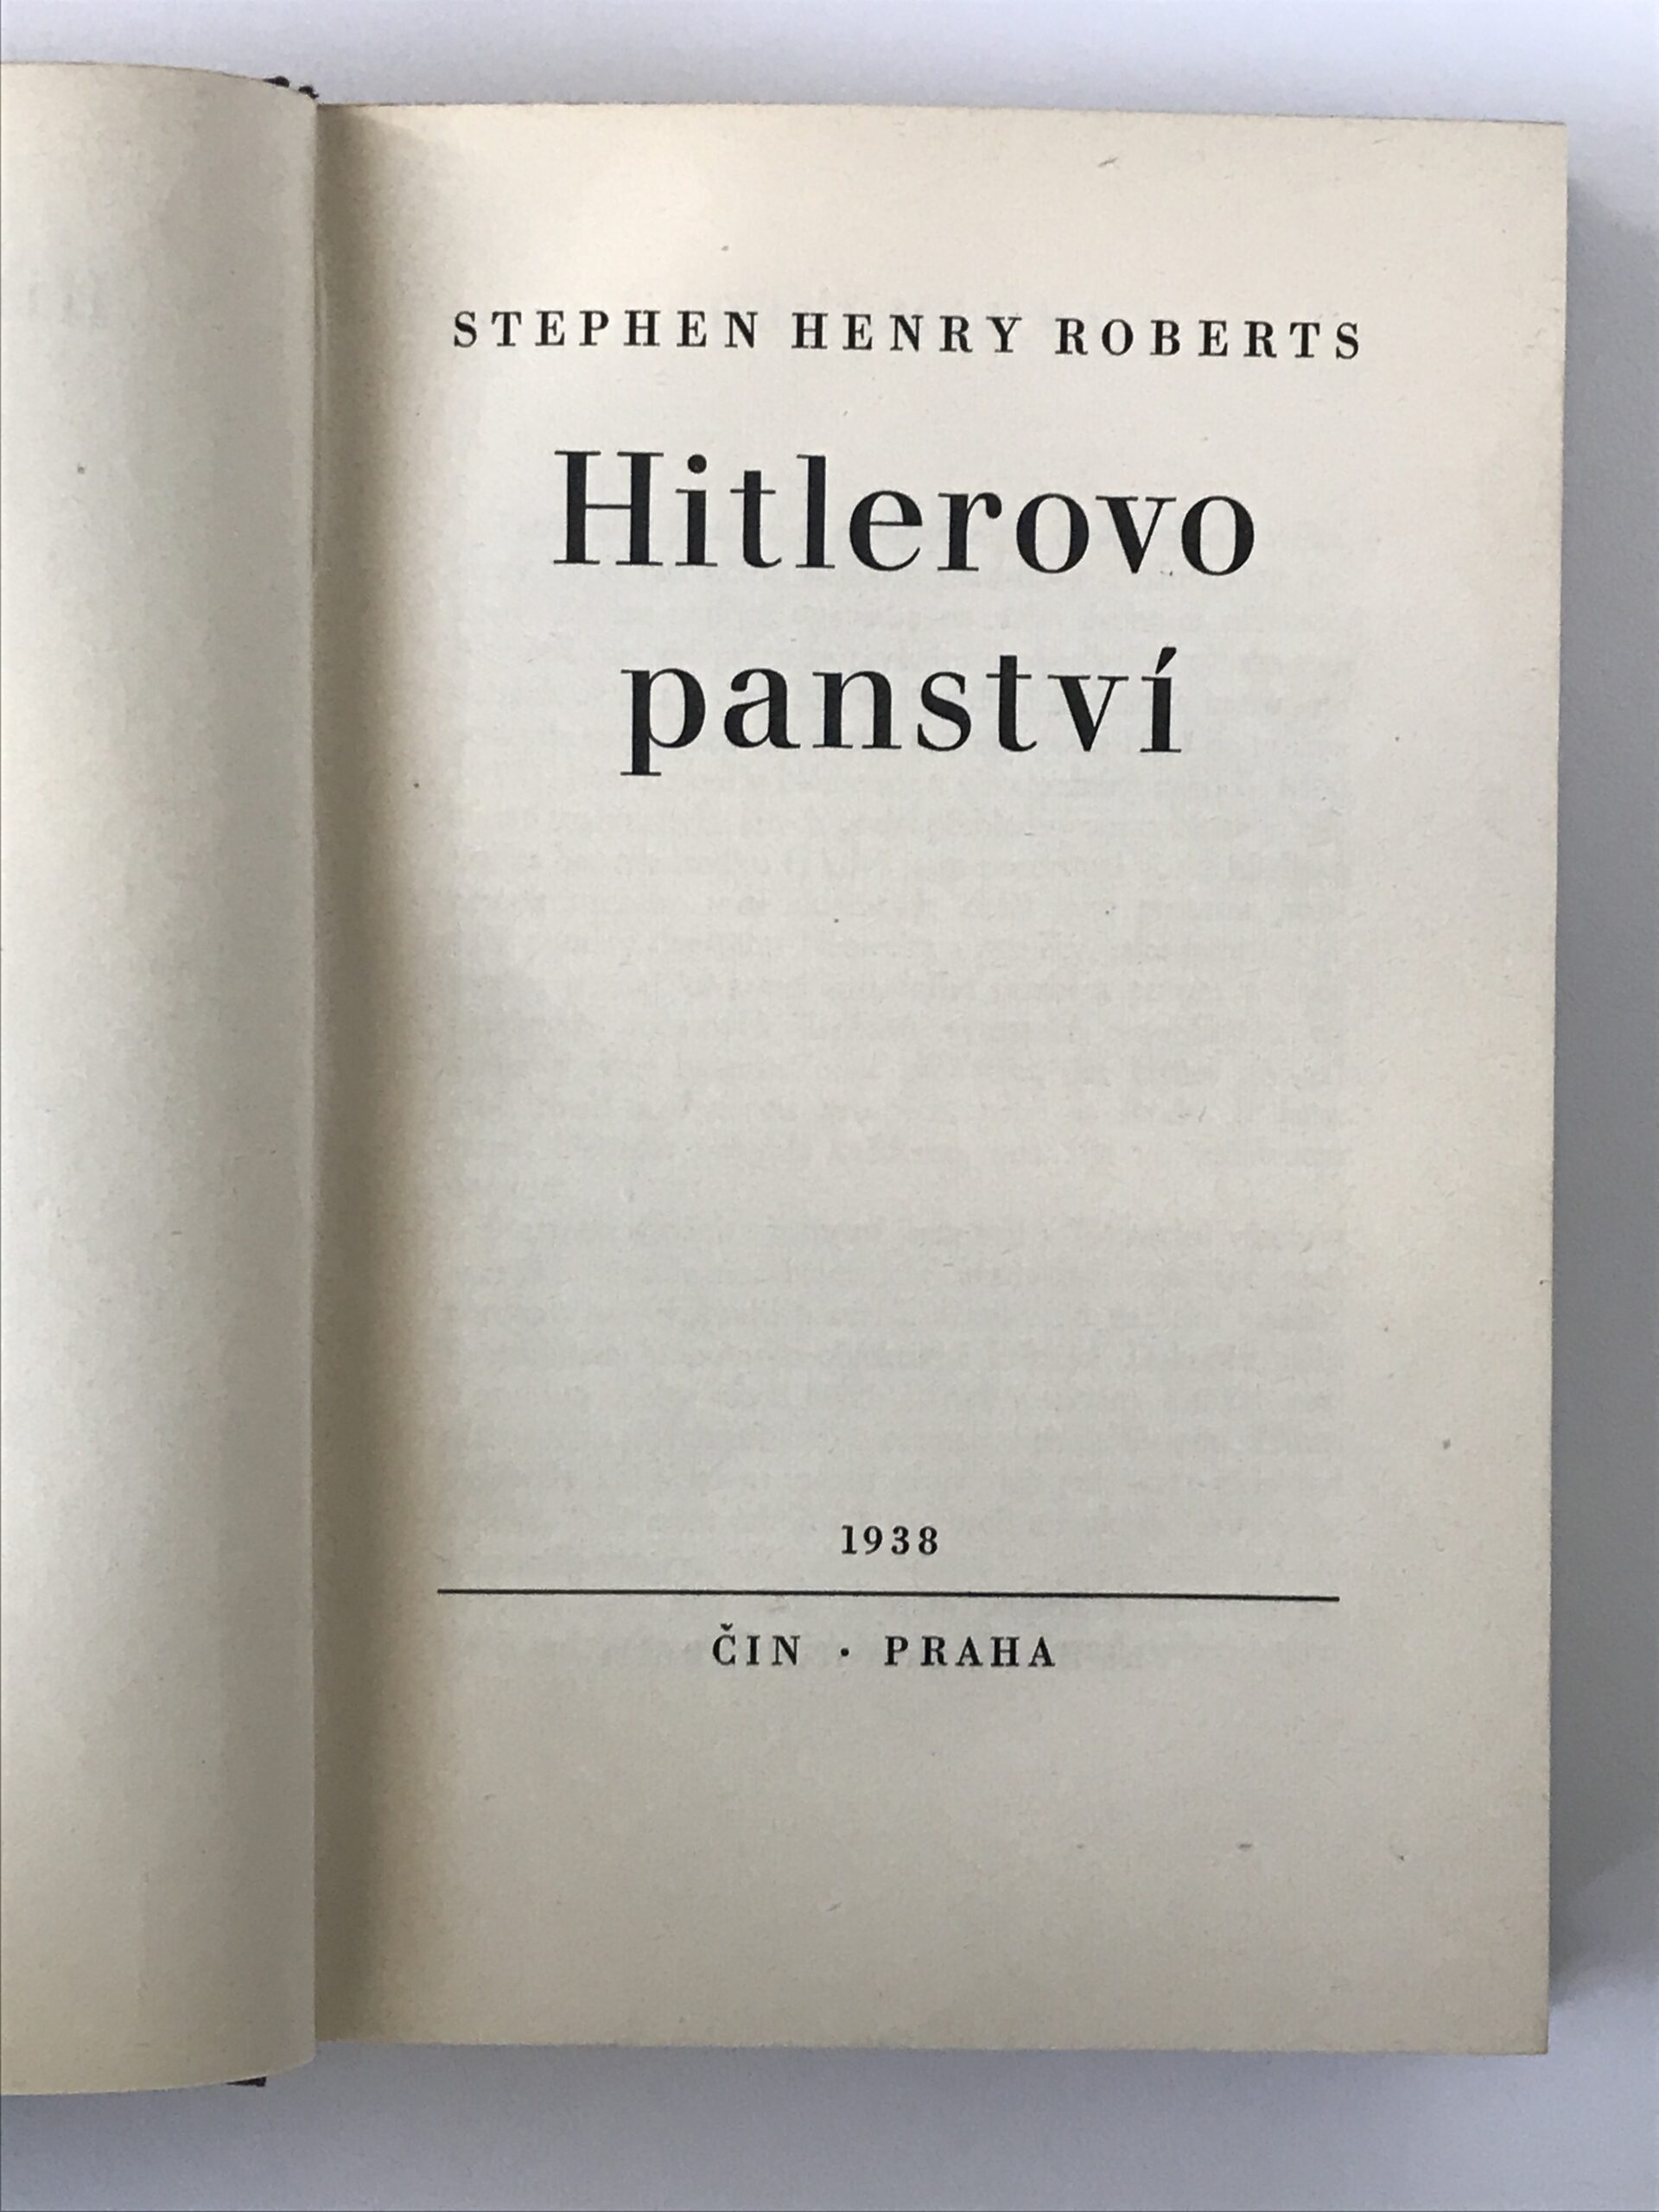 STEPHEN HENRY ROBERTS
Hitlerovo
panství
1938
ČIN · PRAHA